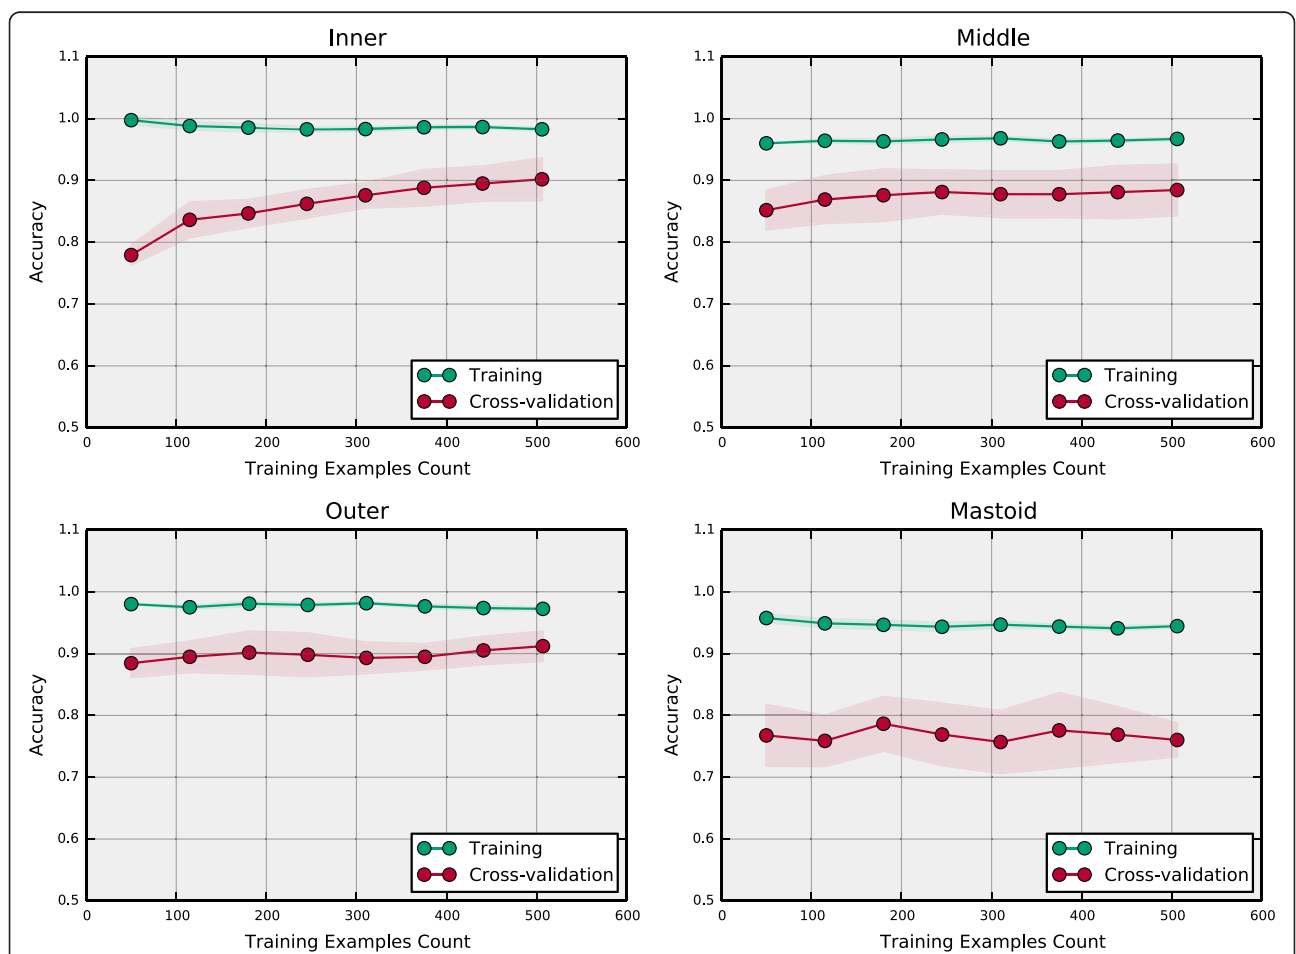 Inner
1.1
1.0
0.9
0.8
0.7
0.6
0.5
Accuracy
0 100 200 300 400 500 600
Training Examples Count
Training
Cross-validation
Middle
1.1
1.0
0.9
0.8
0.7
0.6
0.5
Accuracy
0 100 200 300 400 500 600
Training Examples Count
Training
Cross-validation
Outer
1.1
1.0
0.9
0.8
0.7
0.6
0.5
Accuracy
0 100 200 300 400 500 600
Training Examples Count
Training
Cross-validation
Mastoid
1.1
1.0
0.9
0.8
0.7
0.6
0.5
Accuracy
0 100 200 300 400 500 600
Training Examples Count
Training
Cross-validation